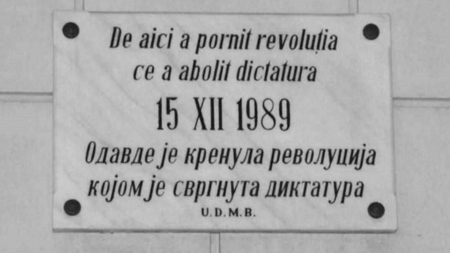 De aici a pornit revoluția
ce a abolit dictatura
15 XII 1989
Одавде је кренула револуција
којом је свргнута диктатура
U.D.M.B.